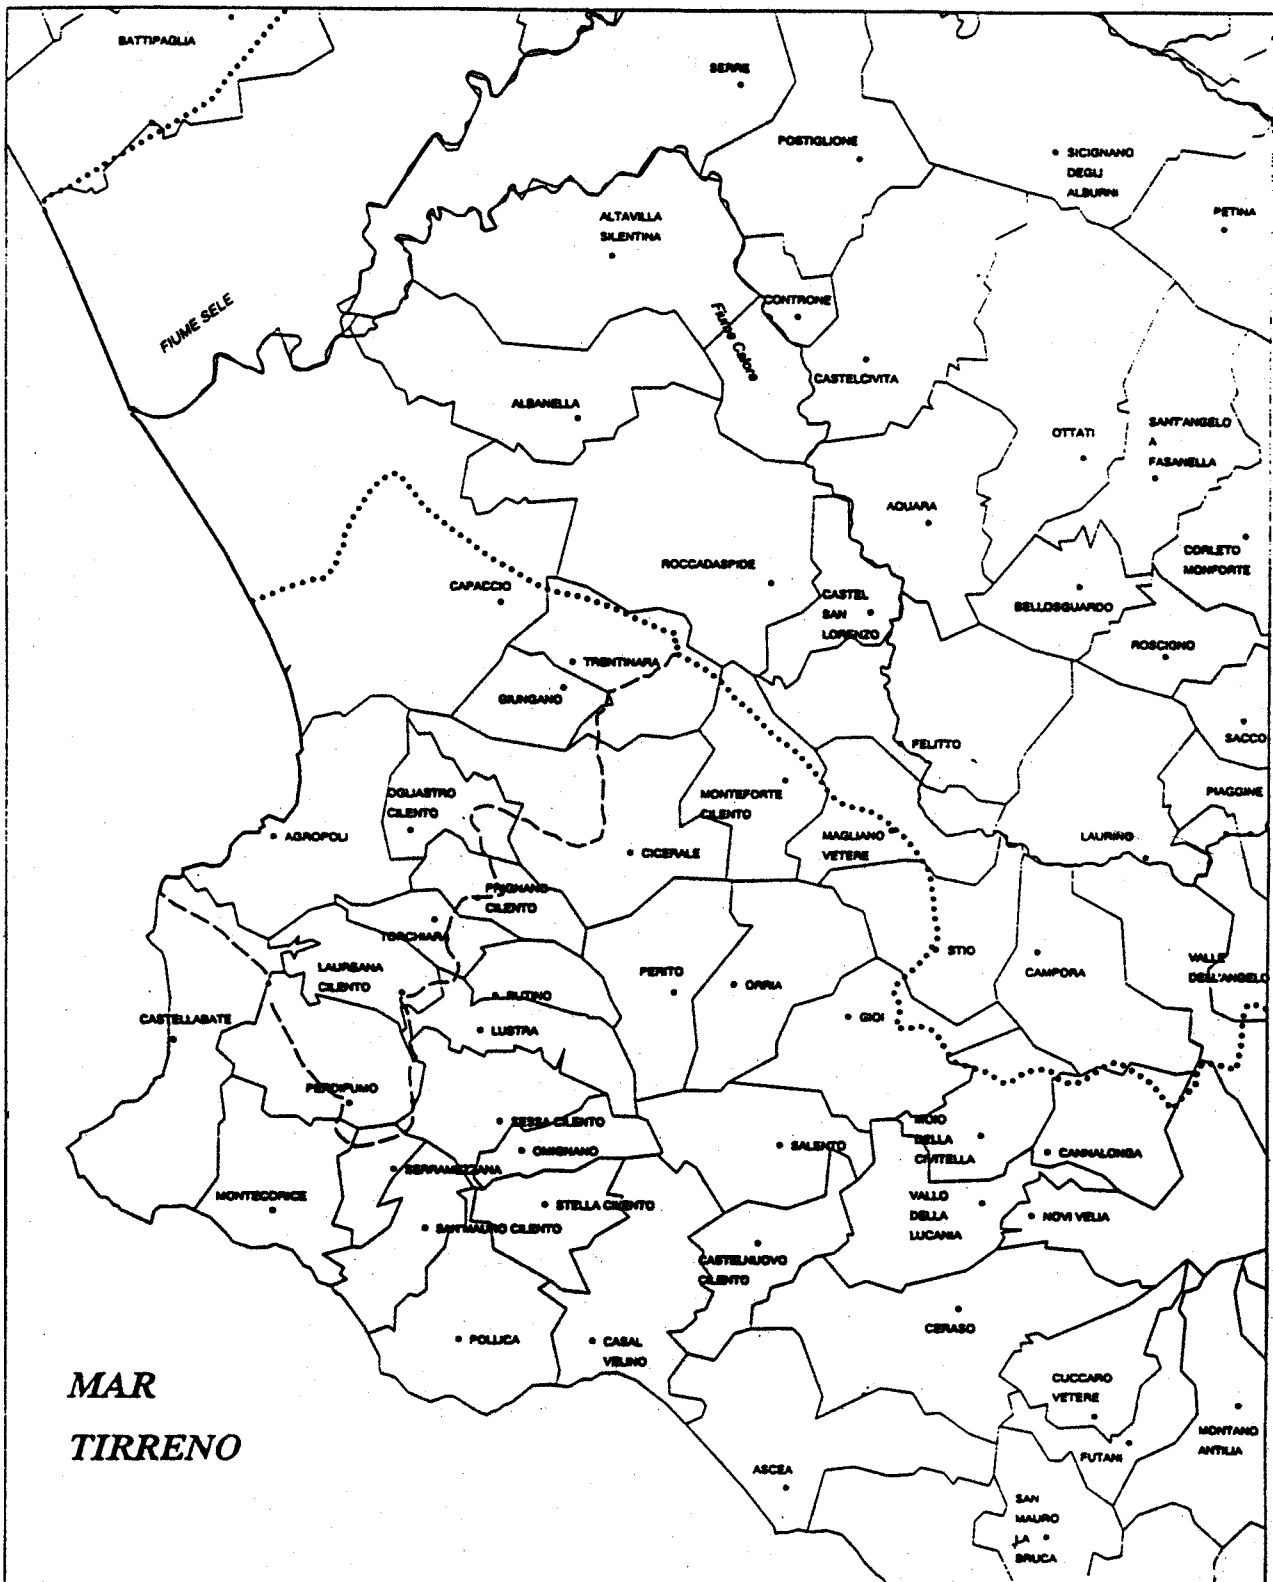 BATTIPAGLIA
SERRE
POSTIGLIONE
SICIGNANO
DEGLI
ALBURNI
PETINA
ALTAVILLA
SILENTINA
CONTRONE
FIUME SELE
Fiume Calore
CASTELCIVITA
ALBANELLA
OTTATI
SANT'ANGELO
A
FASANELLA
AQUARA
CORLETO
MONFORTE
ROCCADASPIDE
CAPACCIO
CASTEL
SAN
LORENZO
BELLOSGUARDO
ROSCIGNO
TRENTINARA
GIUNGANO
FELITTO
SACCO
PIAGGINE
OGLIASTRO
CILENTO
MONTEFORTE
CILENTO
AGROPOLI
CICERALE
MAGLIANO
VETERE
LAURINO
PRIGNANO
CILENTO
TORCHIARA
LAUREANA
CILENTO
PERITO
ORRIA
STIO
CAMPORA
VALLE
DELL'ANGELO
RUTINO
CASTELLABATE
LUSTRA
GIOI
PERDIFUMO
SESSA CILENTO
OMIGNANO
SALENTO
MOIO
DELLA
CIVITELLA
CANNALONGA
SERRAMEZZANA
MONTECORICE
STELLA CILENTO
SAN MAURO CILENTO
VALLO
DELLA
LUCANIA
NOVI VELIA
CASTELNUOVO
CILENTO
POLLICA
CASAL
VELINO
CERASO
MAR
TIRRENO
CUCCARO
VETERE
FUTANI
MONTANO
ANTILIA
ASCEA
SAN
MAURO
LA
BRUCA